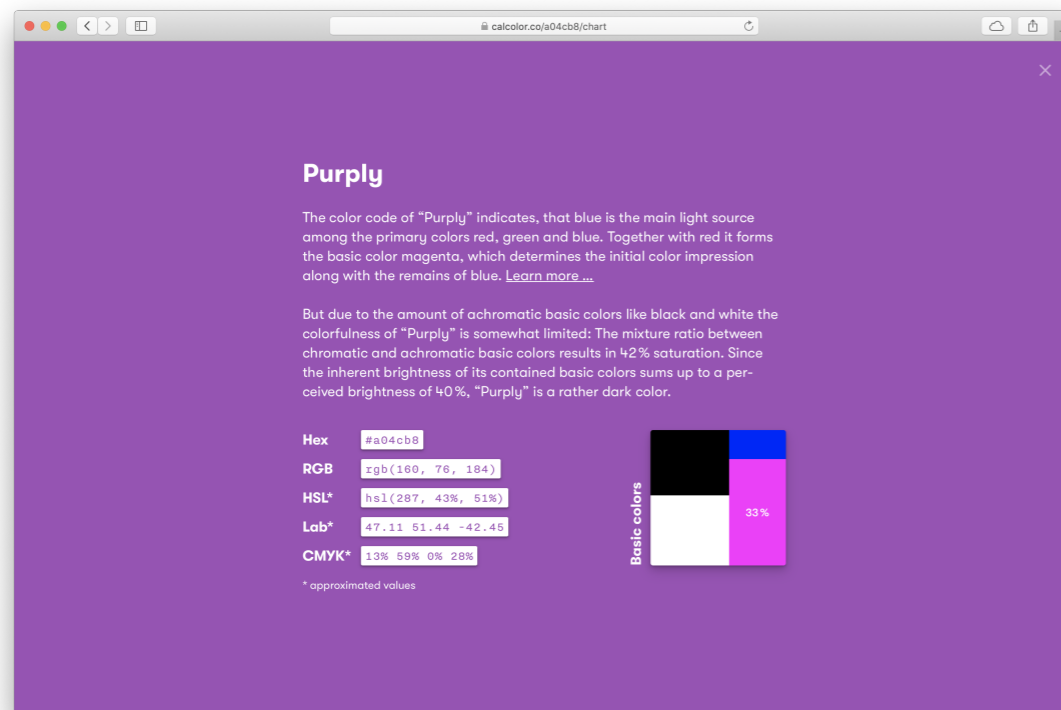 calcolor.co/a04cb8/chart
Purply
The color code of “Purply” indicates, that blue is the main light source
among the primary colors red, green and blue. Together with red it forms
the basic color magenta, which determines the initial color impression
along with the remains of blue. Learn more ...
But due to the amount of achromatic basic colors like black and white the
colorfulness of “Purply” is somewhat limited: The mixture ratio between
chromatic and achromatic basic colors results in 42% saturation. Since
the inherent brightness of its contained basic colors sums up to a per-
ceived brightness of 40%, “Purply” is a rather dark color.
Hex #a04cb8
RGB rgb(160, 76, 184)
HSL* hsl(287, 43%, 51%)
Lab* 47.11 51.44 -42.45
CMYK* 13% 59% 0% 28%
* approximated values
Basic colors
33%